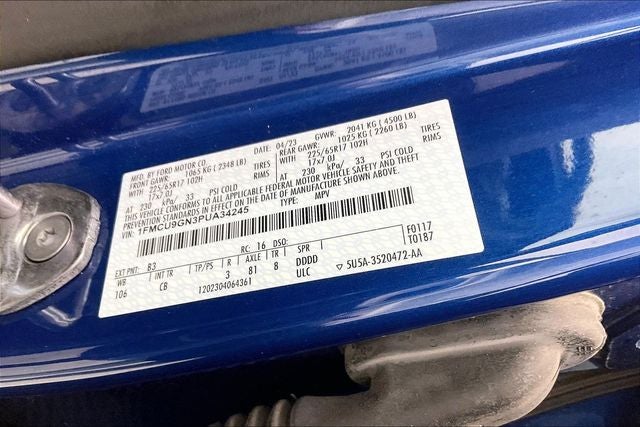 MFD. BY FORD MOTOR CO.
DATE: 04/23 GVWR: 2041 KG ( 4500 LB)
FRONT GAWR: 1065 KG ( 2348 LB) REAR GAWR: 1025 KG ( 2260 LB)
225/65R17 102H TIRES WITH 225/65R17 102H TIRES
17x7.0J RIMS 17x7.0J RIMS
AT 230 kPa/ 33 PSI COLD AT 230 kPa/ 33 PSI COLD
THIS VEHICLE CONFORMS TO ALL APPLICABLE FEDERAL MOTOR VEHICLE SAFETY AND THEFT
PREVENTION STANDARDS IN EFFECT ON THE DATE OF MANUFACTURE SHOWN ABOVE.
VIN: 1FMCU9GN3PUA34245 TYPE: MPV
EXT PNT: B3 RC: 16 DSO: F0117
WB INT TR TP/PS R AXLE TR SPR T0187
106 CB 3 81 8 DDDD
ULC
1202304064361 5U5A-3520472-AA